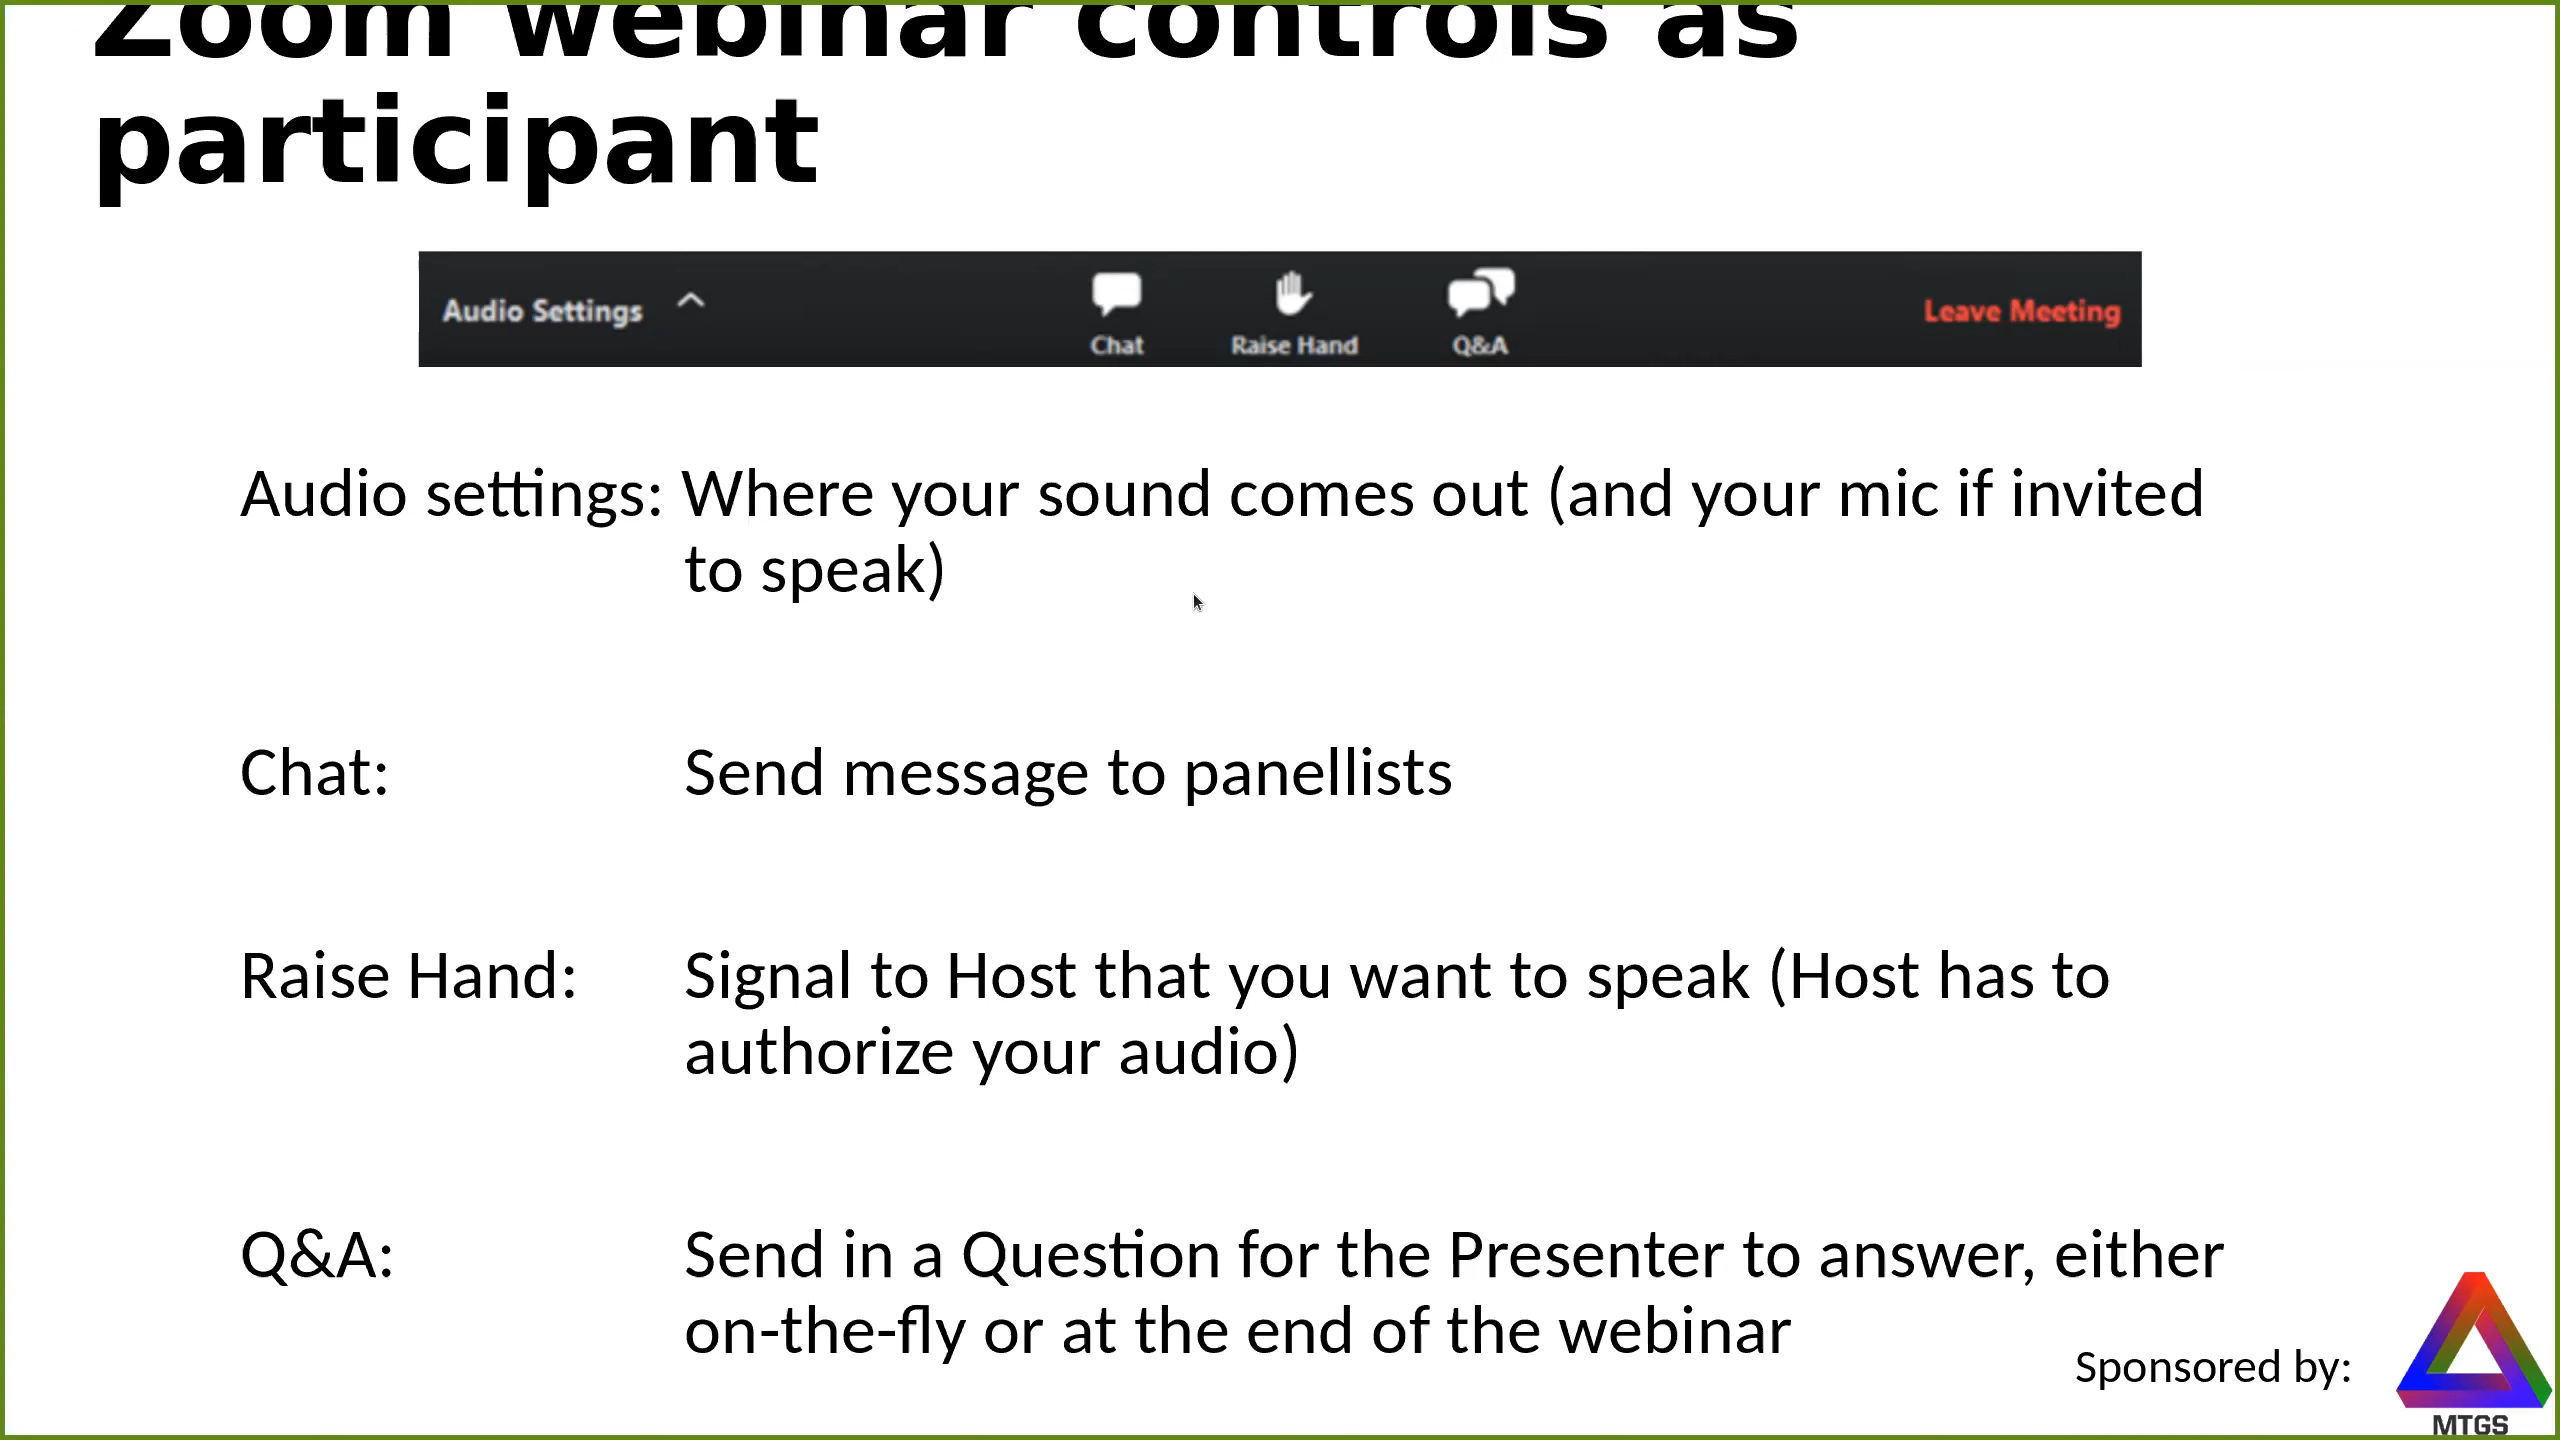 Zoom webinar controls as
participant
Audio Settings
Chat
Raise Hand
Q&A
Leave Meeting
Audio settings: Where your sound comes out (and your mic if invited
to speak)
Chat: Send message to panellists
Raise Hand: Signal to Host that you want to speak (Host has to
authorize your audio)
Q&A: Send in a Question for the Presenter to answer, either
on-the-fly or at the end of the webinar
Sponsored by:
MTGS